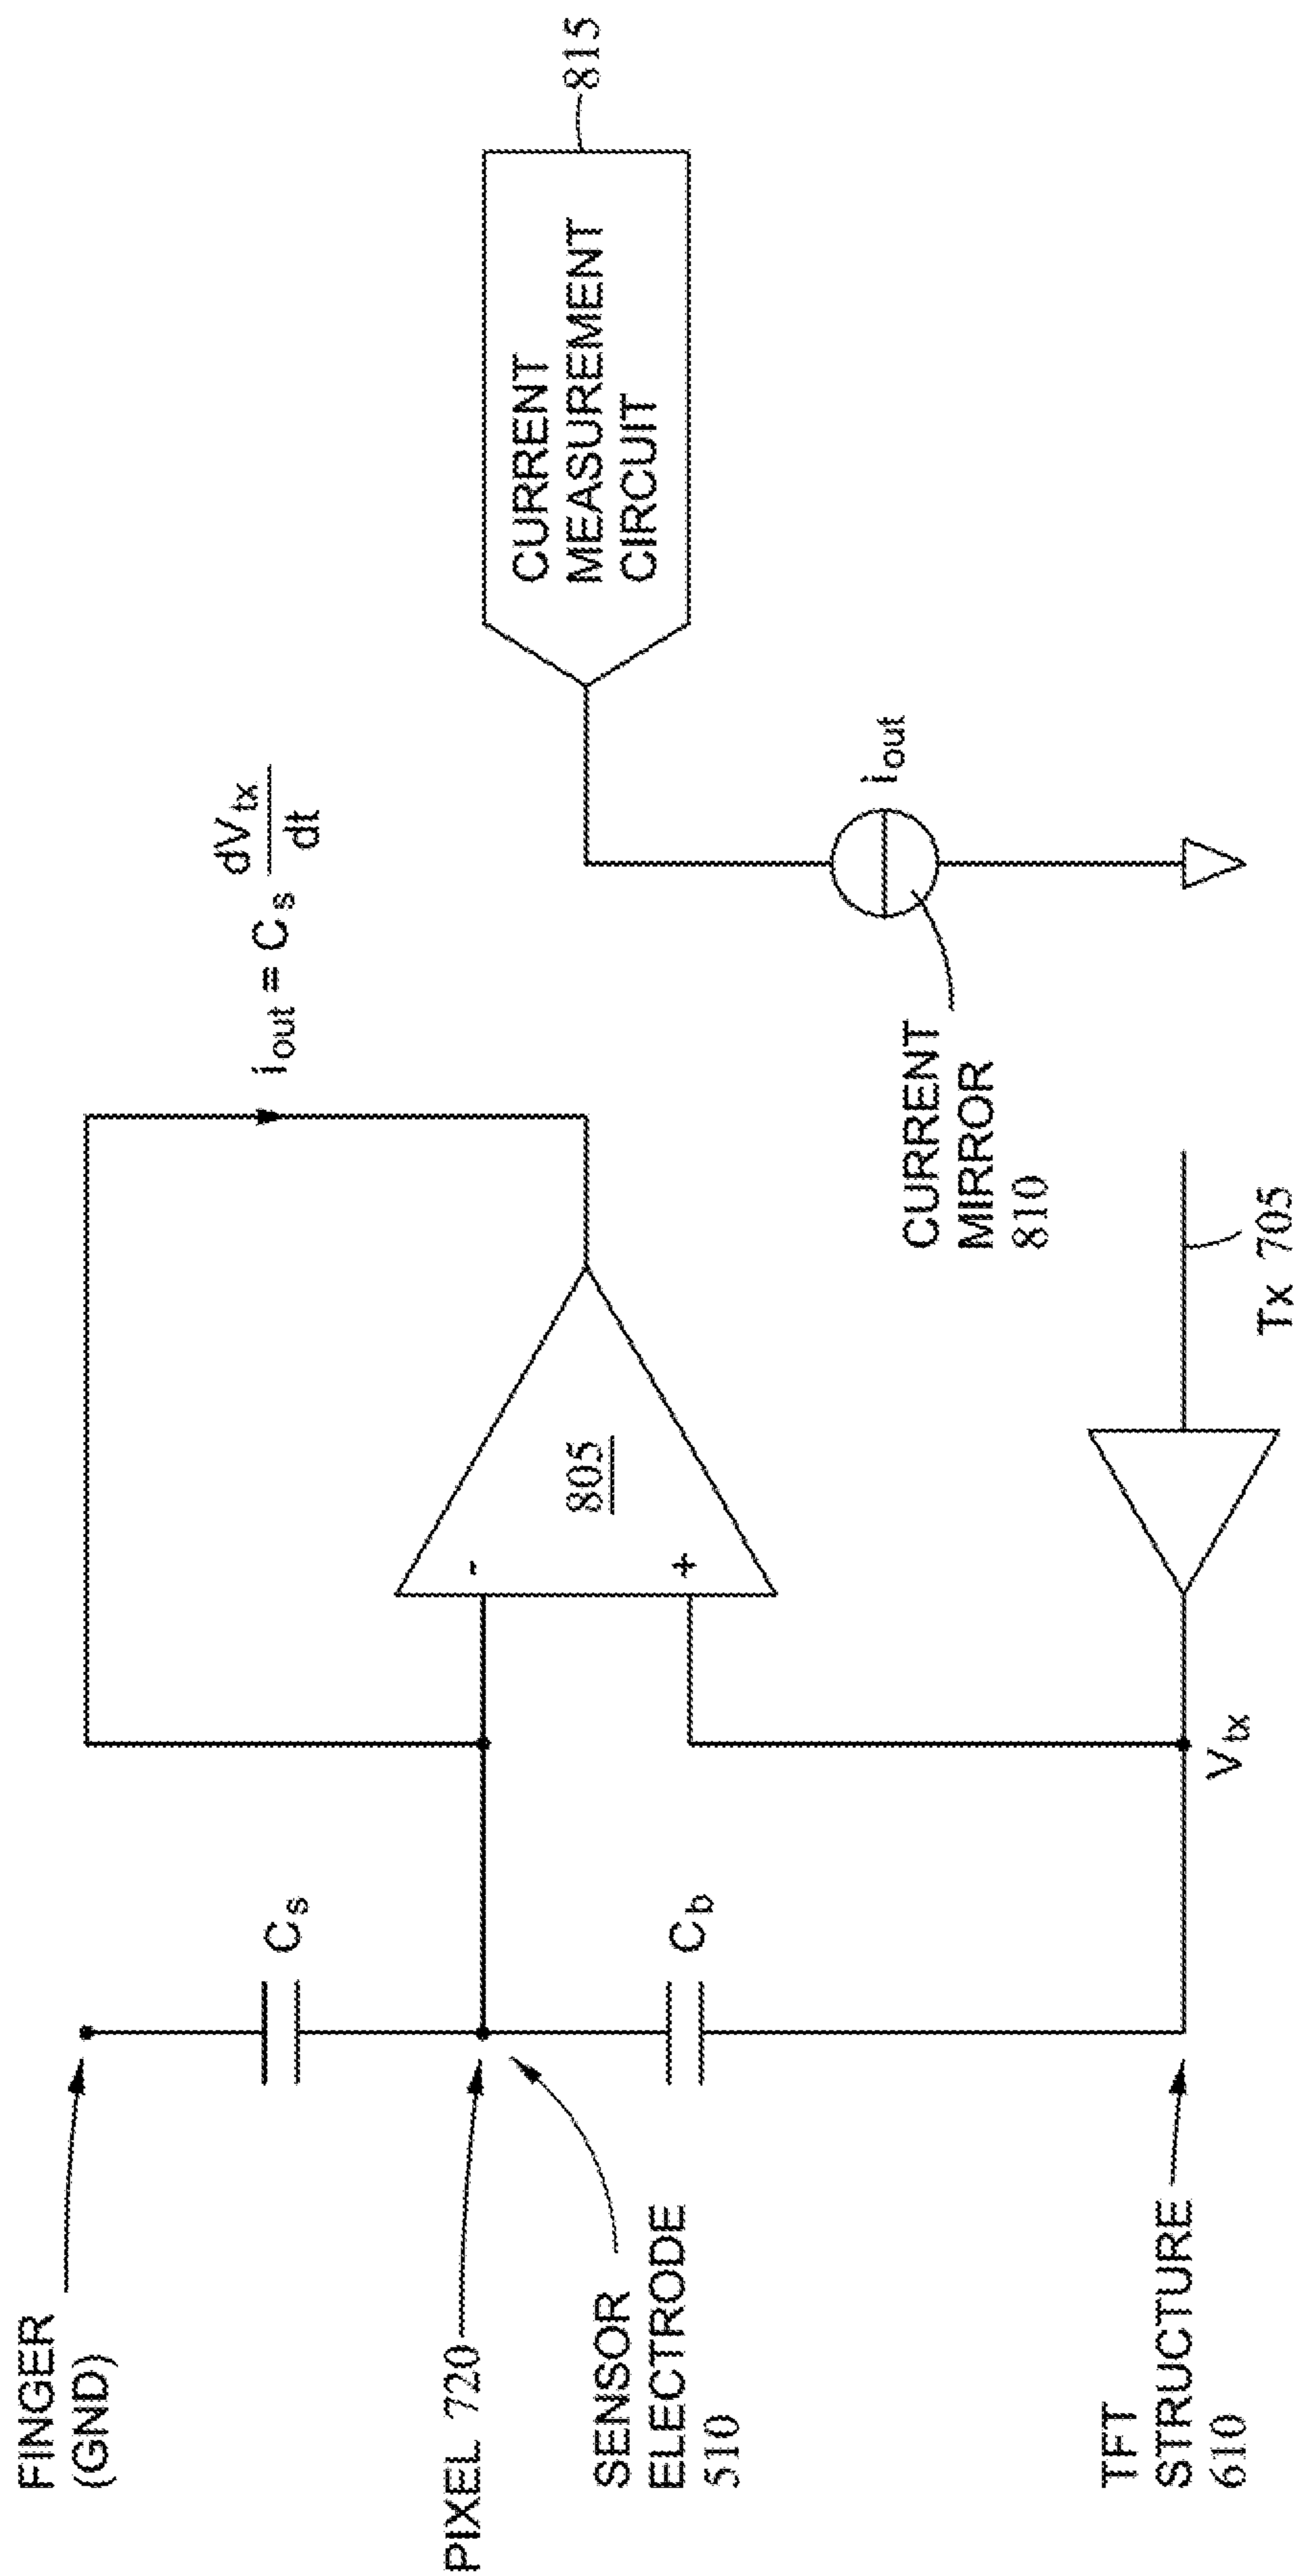 FINGER
(GND)
PIXEL 720
SENSOR
ELECTRODE
510
TFT
STRUCTURE
610
Cs
Cb
Vtx
-
+
805
iout = Cs dVtx
dt
Tx 705
CURRENT
MIRROR
810
iout
CURRENT
MEASUREMENT
CIRCUIT
815